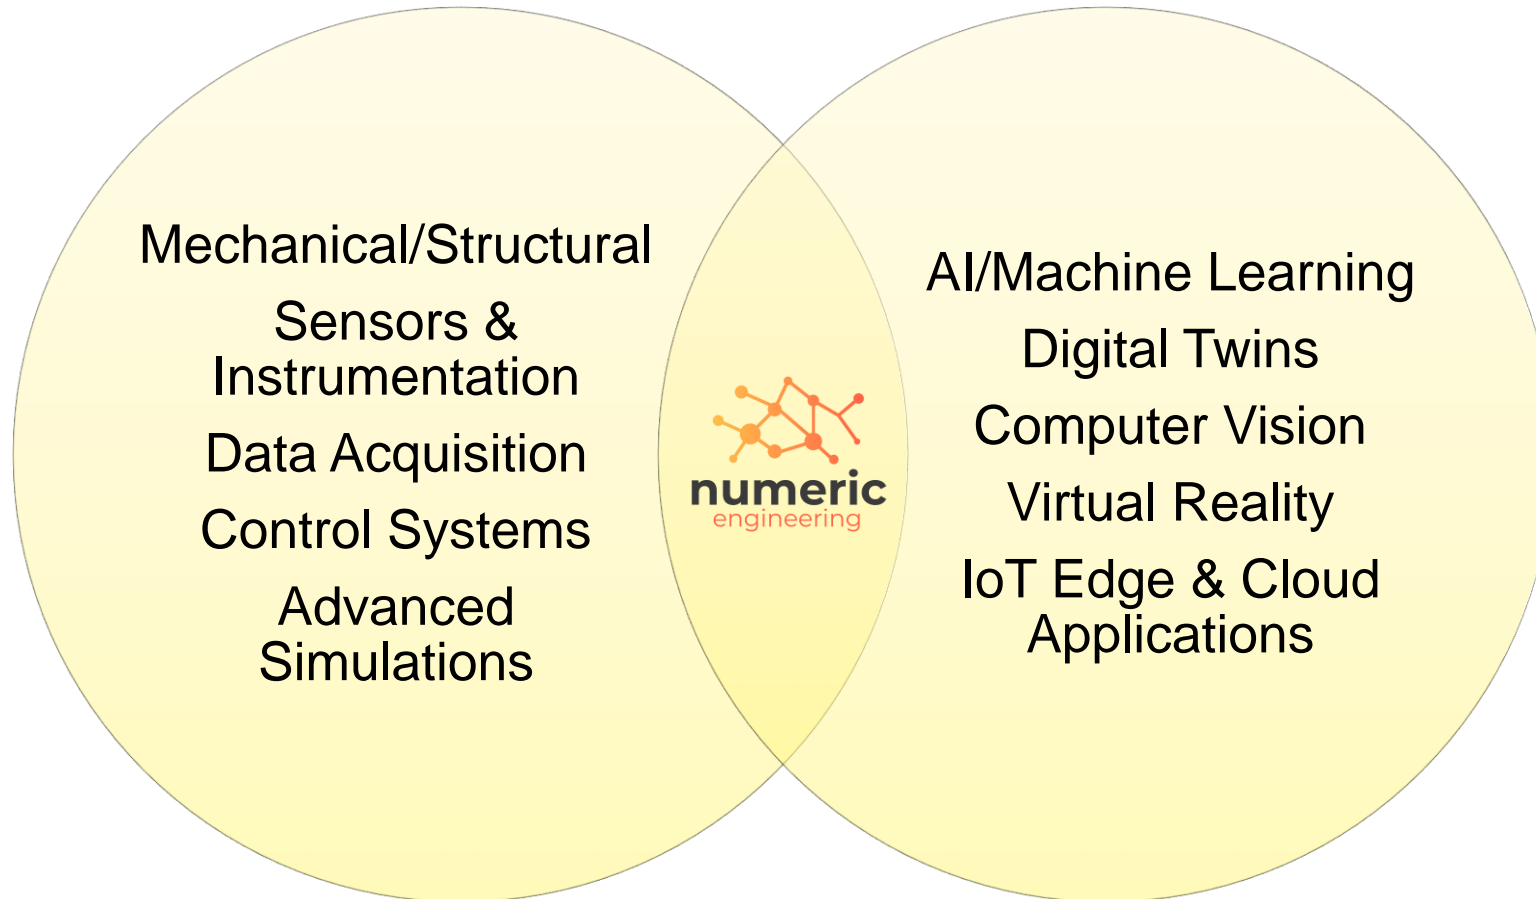 Mechanical/Structural
Sensors &
Instrumentation
Data Acquisition
Control Systems
Advanced
Simulations
numeric
engineering
AI/Machine Learning
Digital Twins
Computer Vision
Virtual Reality
IoT Edge & Cloud
Applications